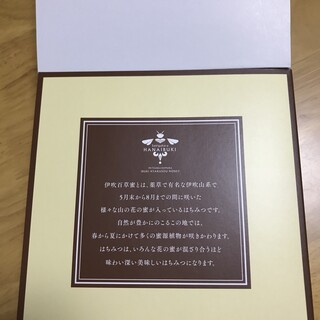 HANAIBUKI
伊吹百草蜜とは、薬草で有名な伊吹山系で
5月末から8月までの間に咲いた
様々な山の花の蜜が入っているはちみつです。
自然が豊かにのこるこの地では、
春から夏にかけて多くの蜜源植物が咲きかわります。
はちみつは、いろんな花の蜜が混ざり合うほど
味わい深い美味しいはちみつになります。